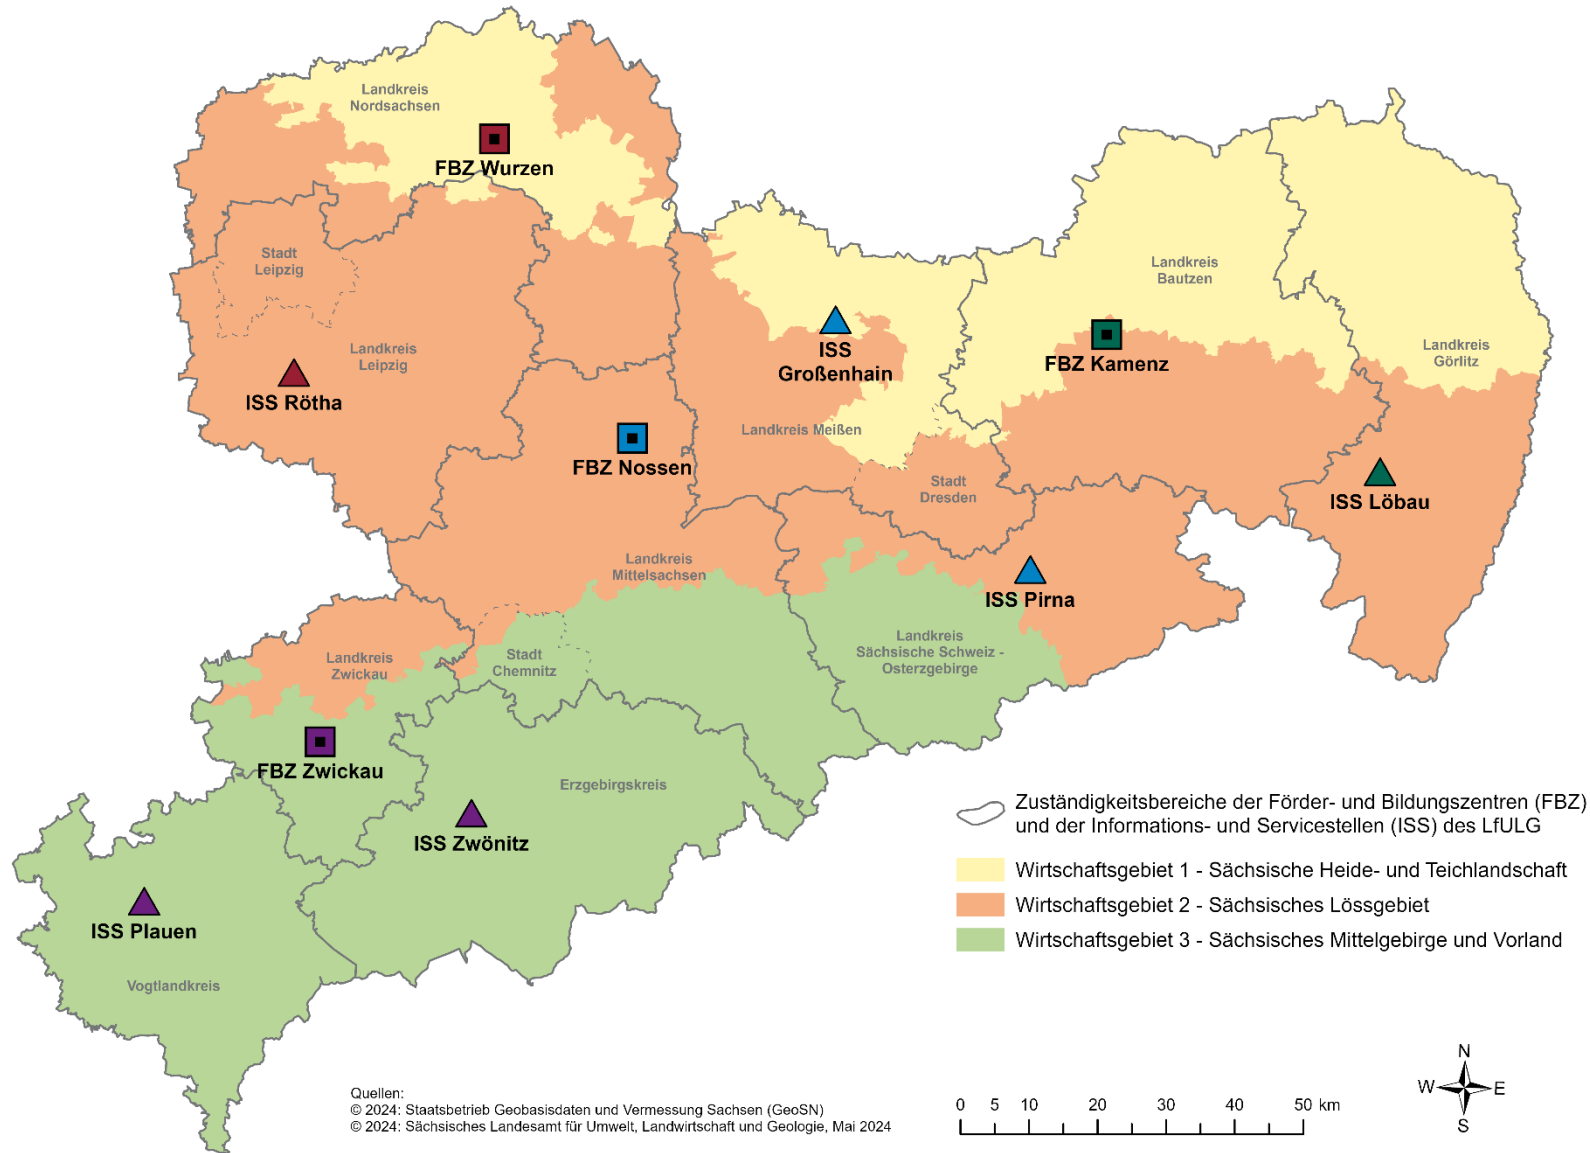 Landkreis
Nordsachsen
FBZ Wurzen
Stadt
Leipzig
Landkreis
Bautzen
Landkreis
Leipzig
ISS
Großenhain
FBZ Kamenz
Landkreis
Görlitz
ISS Rötha
Landkreis Meißen
FBZ Nossen
Stadt
Dresden
ISS Löbau
Landkreis
Mittelsachsen
ISS Pirna
Landkreis
Zwickau
Stadt
Chemnitz
Landkreis
Sächsische Schweiz -
Osterzgebirge
FBZ Zwickau
Erzgebirgskreis
ISS Zwönitz
ISS Plauen
Vogtlandkreis
Zuständigkeitsbereiche der Förder- und Bildungszentren (FBZ)
und der Informations- und Servicestellen (ISS) des LfULG
Wirtschaftsgebiet 1 - Sächsische Heide- und Teichlandschaft
Wirtschaftsgebiet 2 - Sächsisches Lössgebiet
Wirtschaftsgebiet 3 - Sächsisches Mittelgebirge und Vorland
Quellen:
© 2024: Staatsbetrieb Geobasisdaten und Vermessung Sachsen (GeoSN)
© 2024: Sächsisches Landesamt für Umwelt, Landwirtschaft und Geologie, Mai 2024
0 5 10 20 30 40 50 km
N
W E
S